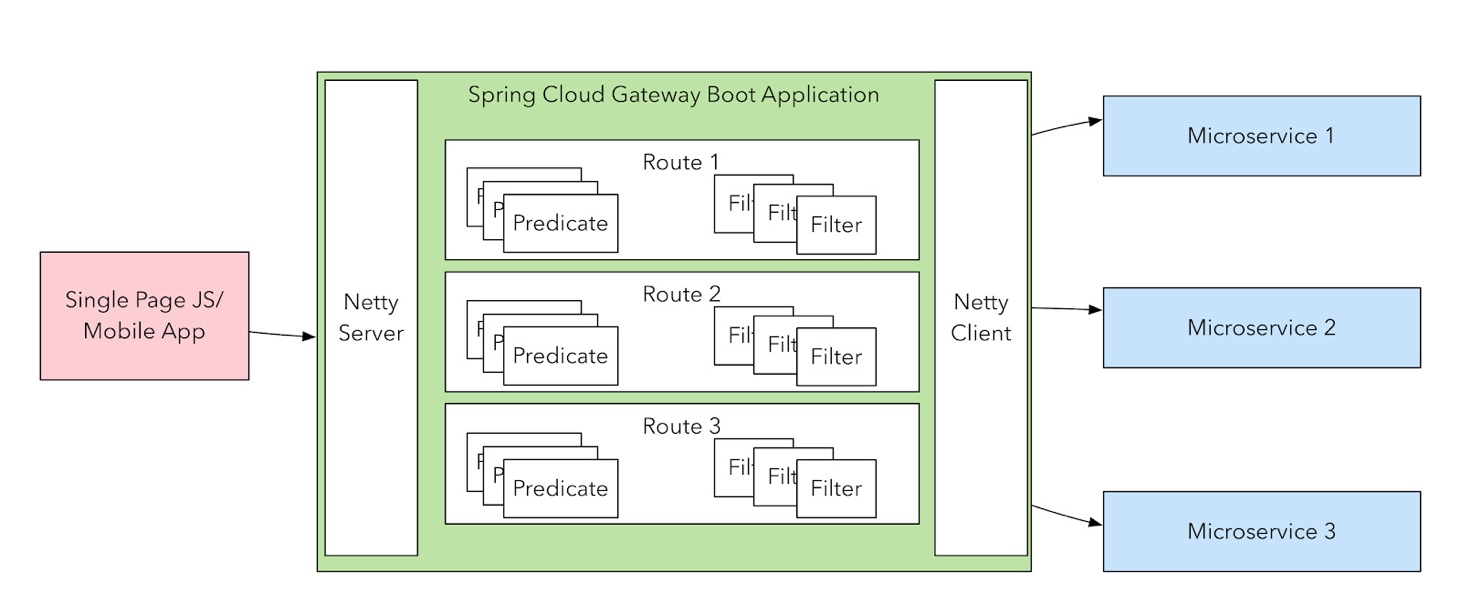 Spring Cloud Gateway Boot Application
Single Page JS/
Mobile App
Netty
Server
Route 1
Predicate
Filter
Route 2
Predicate
Filter
Route 3
Predicate
Filter
Netty
Client
Microservice 1
Microservice 2
Microservice 3